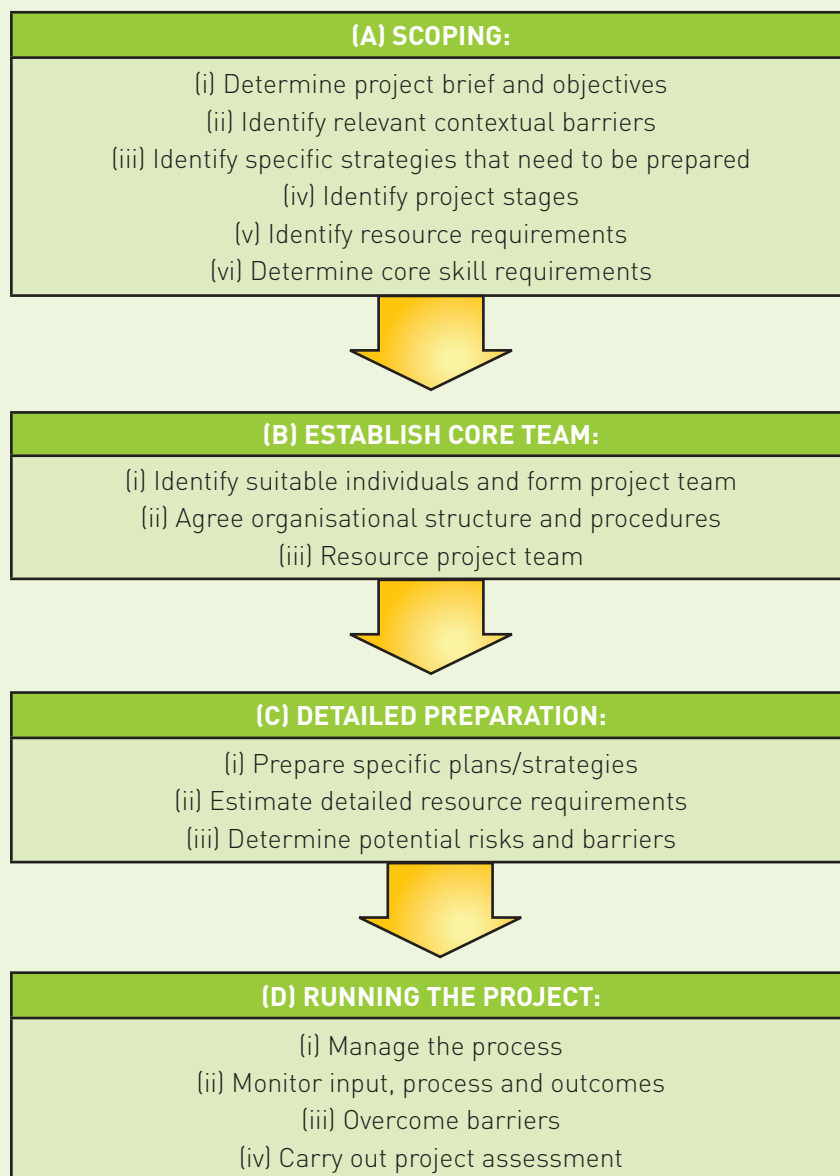 (A) SCOPING:
(i) Determine project brief and objectives
(ii) Identify relevant contextual barriers
(iii) Identify specific strategies that need to be prepared
(iv) Identify project stages
(v) Identify resource requirements
(vi) Determine core skill requirements
(B) ESTABLISH CORE TEAM:
(i) Identify suitable individuals and form project team
(ii) Agree organisational structure and procedures
(iii) Resource project team
(C) DETAILED PREPARATION:
(i) Prepare specific plans/strategies
(ii) Estimate detailed resource requirements
(iii) Determine potential risks and barriers
(D) RUNNING THE PROJECT:
(i) Manage the process
(ii) Monitor input, process and outcomes
(iii) Overcome barriers
(iv) Carry out project assessment